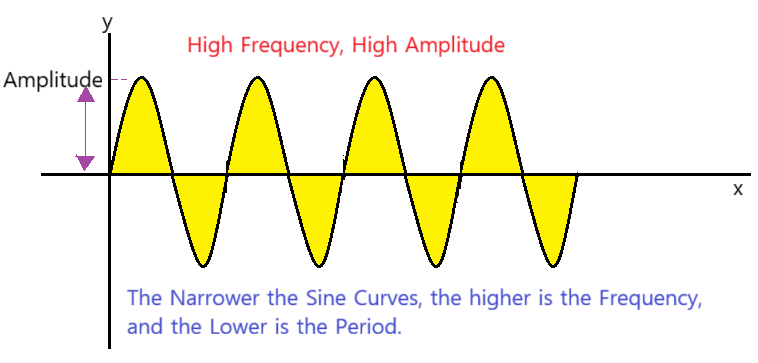 y
High Frequency, High Amplitude
Amplitude
x
The Narrower the Sine Curves, the higher is the Frequency,
and the Lower is the Period.